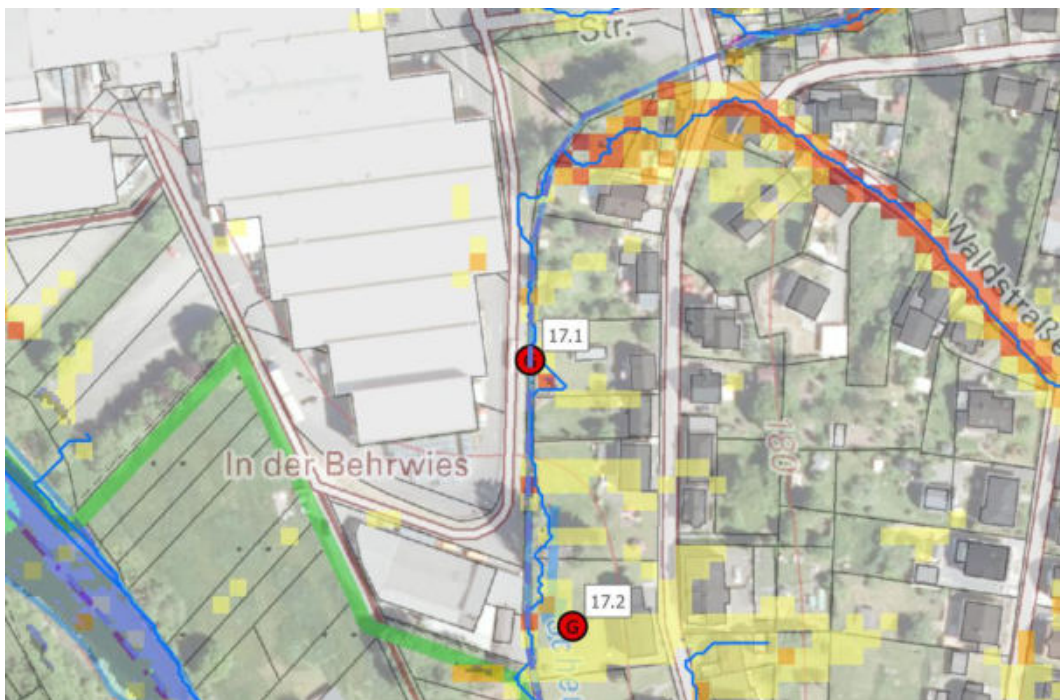 Str.
Waldstraße
17.1
G
180
In der Behrwies
17.2
G